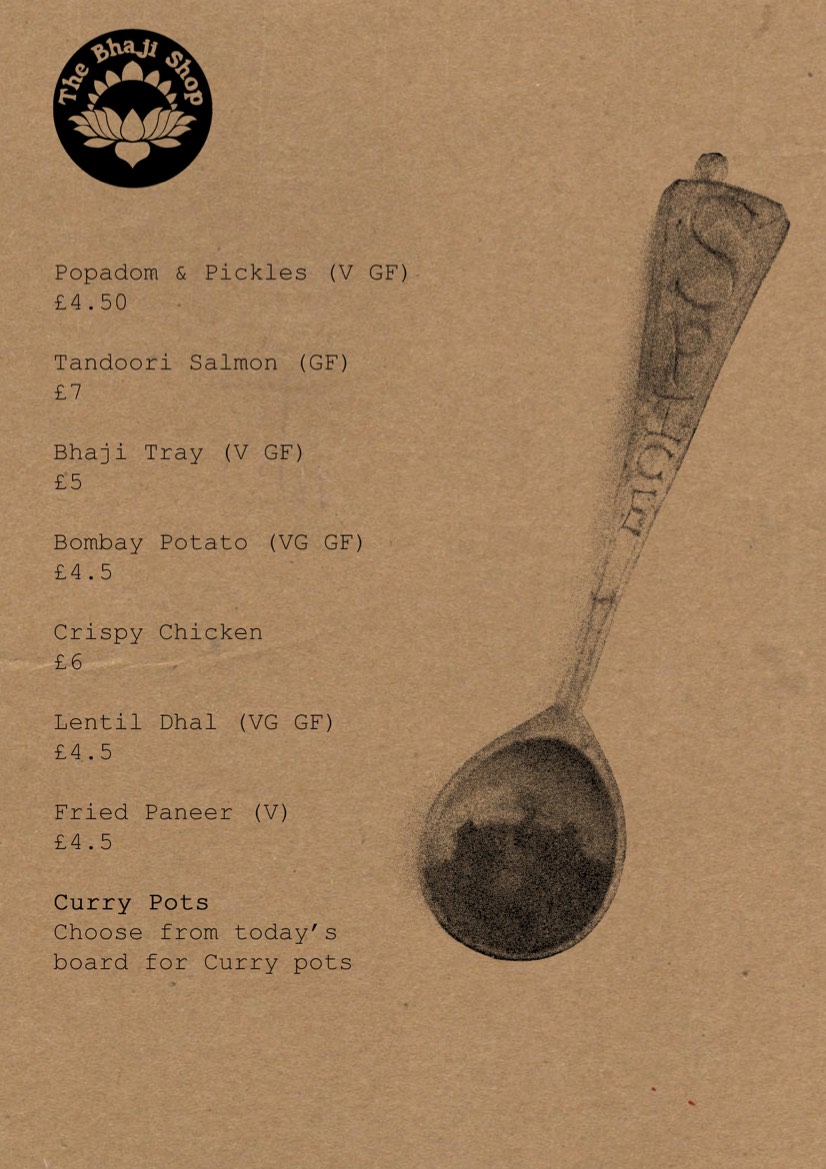 The Bhaji Shop
Popadom & Pickles (V GF)
£4.50
Tandoori Salmon (GF)
£7
Bhaji Tray (V GF)
£5
Bombay Potato (VG GF)
£4.5
Crispy Chicken
£6
Lentil Dhal (VG GF)
£4.5
Fried Paneer (V)
£4.5
Curry Pots
Choose from today’s
board for Curry pots